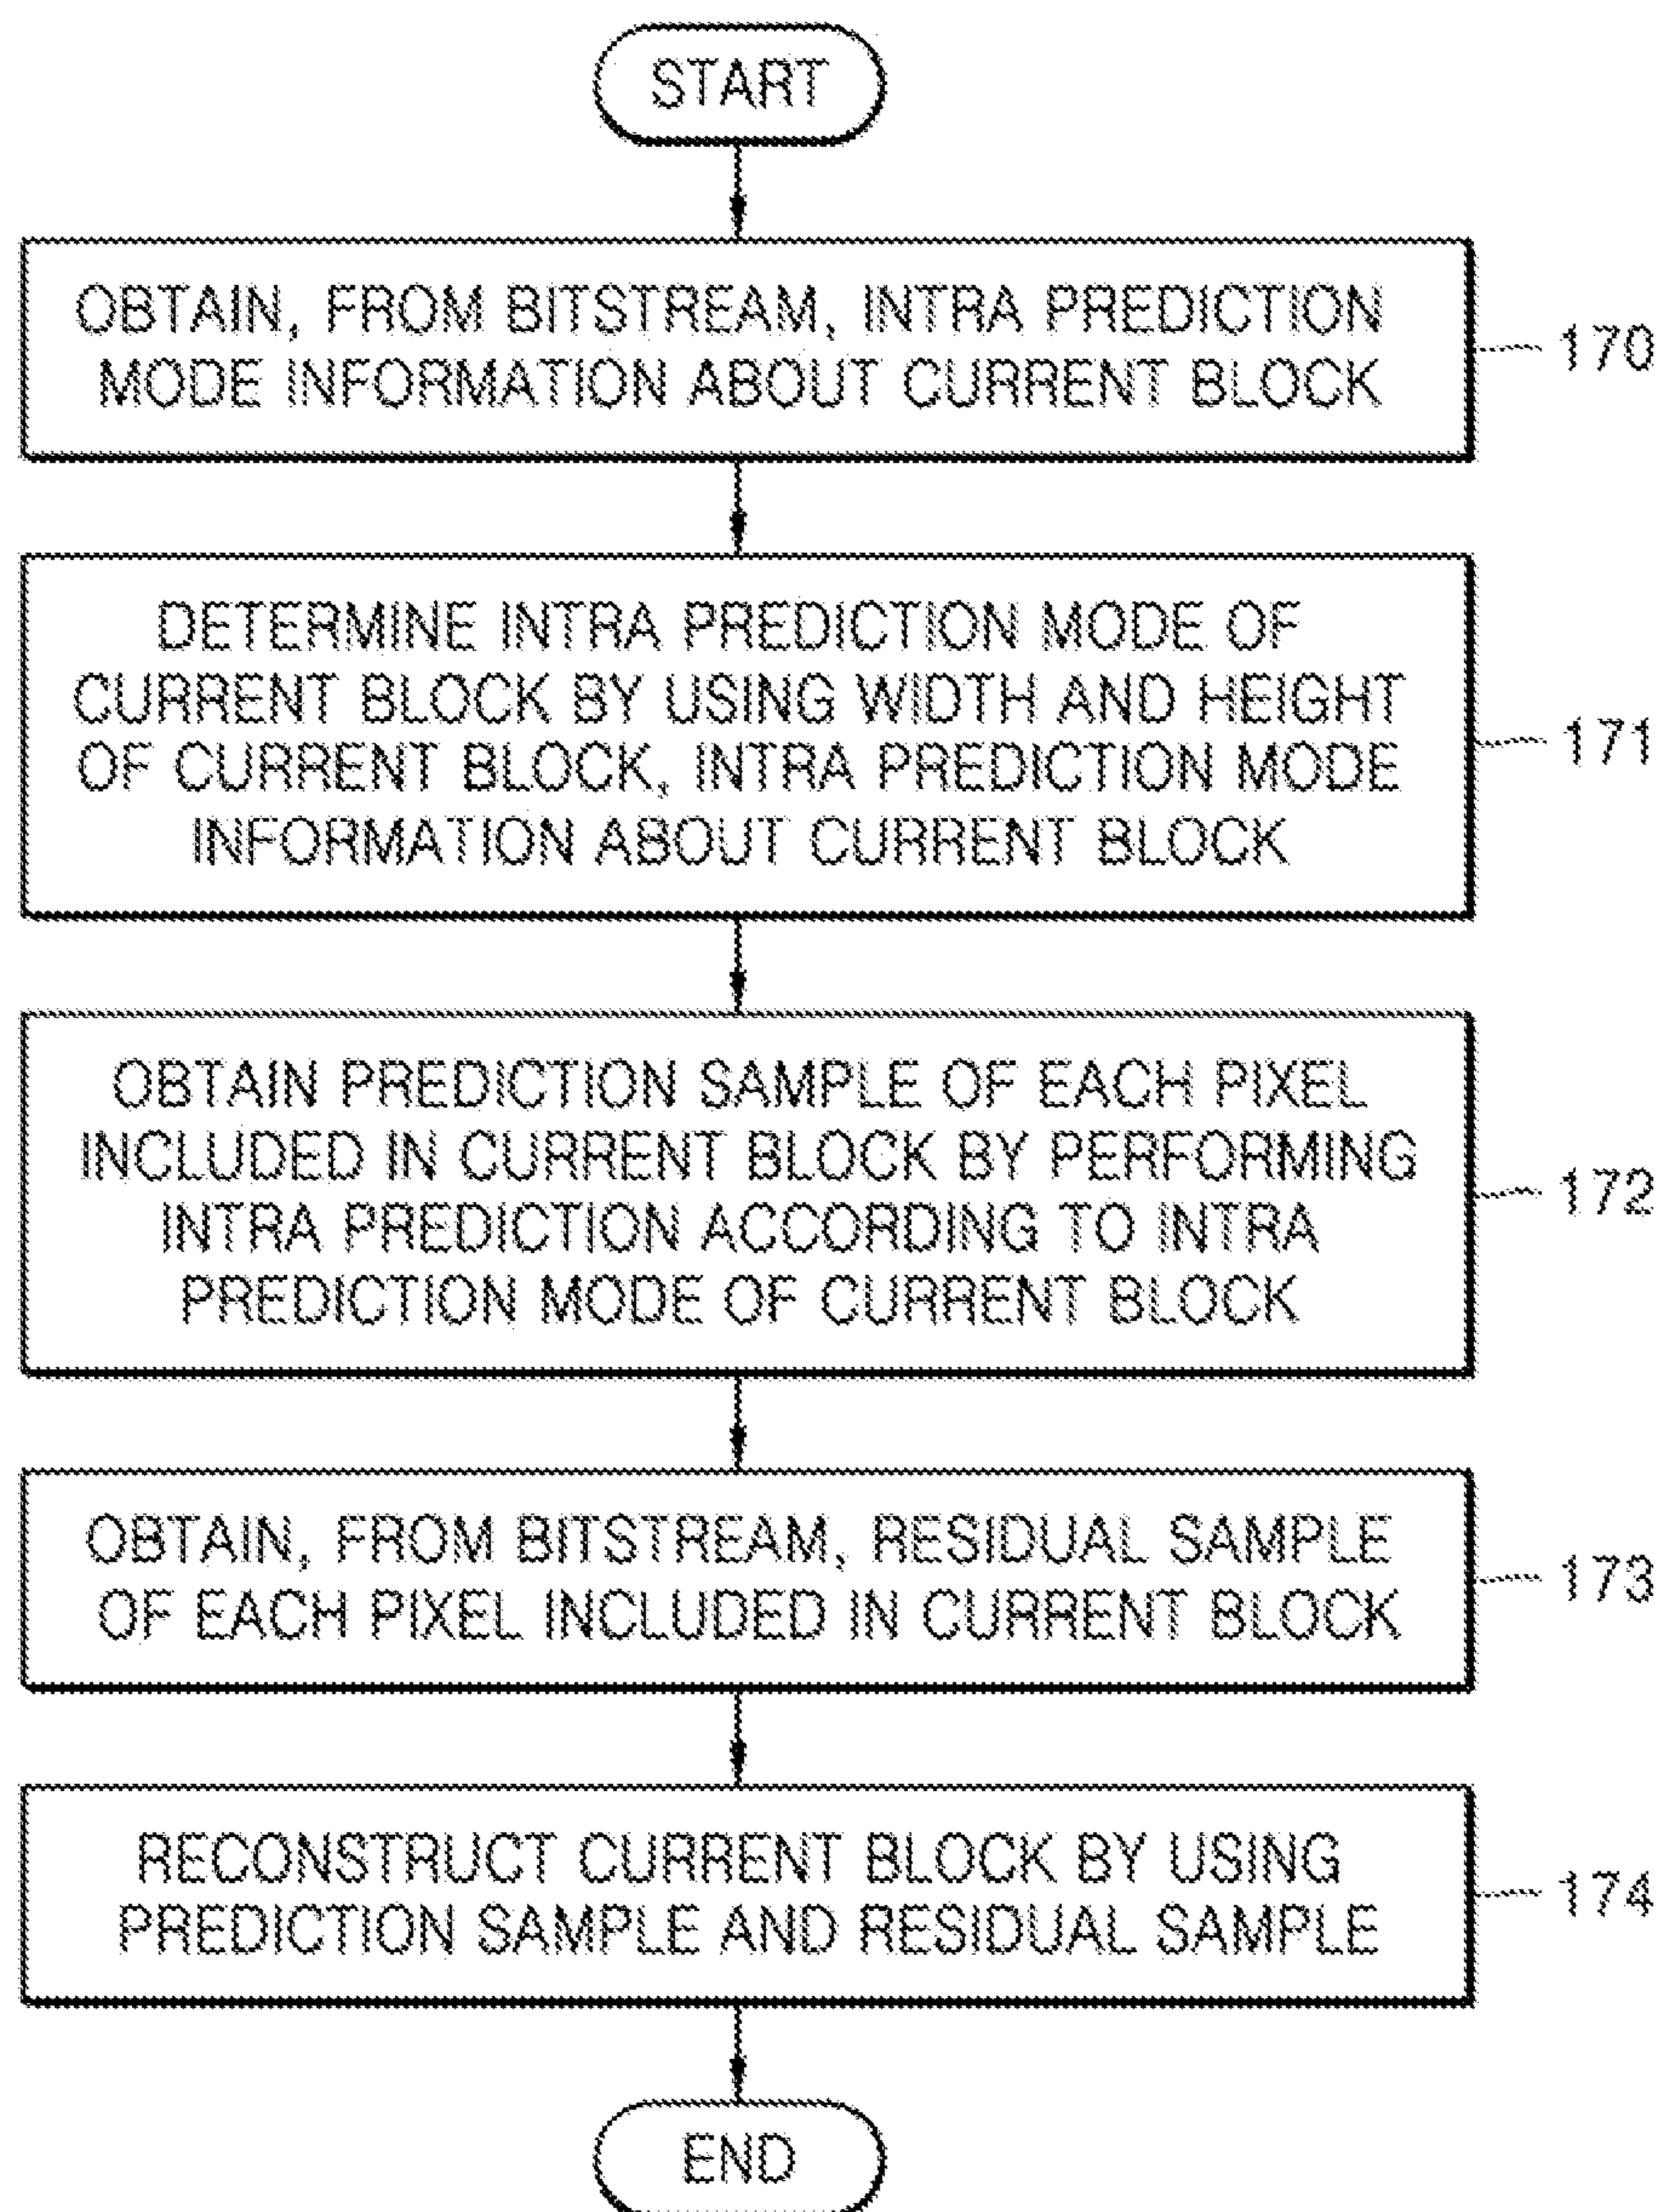 START
OBTAIN, FROM BITSTREAM, INTRA PREDICTION
MODE INFORMATION ABOUT CURRENT BLOCK
170
DETERMINE INTRA PREDICTION MODE OF
CURRENT BLOCK BY USING WIDTH AND HEIGHT
OF CURRENT BLOCK, INTRA PREDICTION MODE
INFORMATION ABOUT CURRENT BLOCK
171
OBTAIN PREDICTION SAMPLE OF EACH PIXEL
INCLUDED IN CURRENT BLOCK BY PERFORMING
INTRA PREDICTION ACCORDING TO INTRA
PREDICTION MODE OF CURRENT BLOCK
172
OBTAIN, FROM BITSTREAM, RESIDUAL SAMPLE
OF EACH PIXEL INCLUDED IN CURRENT BLOCK
173
RECONSTRUCT CURRENT BLOCK BY USING
PREDICTION SAMPLE AND RESIDUAL SAMPLE
174
END